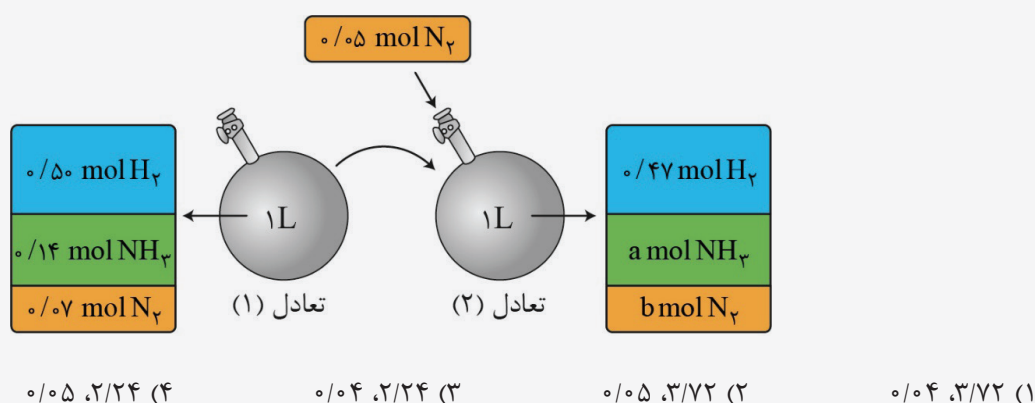 ۰/۰۵ mol N۲
۰/۵۰ mol H۲
۰/۱۴ mol NH۳
۰/۰۷ mol N۲
۱L
تعادل (۱)
۱L
تعادل (۲)
۰/۴۷ mol H۲
a mol NH۳
b mol N۲
۱) ۳/۷۲، ۰/۰۴
۲) ۳/۷۲، ۰/۰۵
۳) ۲/۲۴، ۰/۰۴
۴) ۲/۲۴، ۰/۰۵